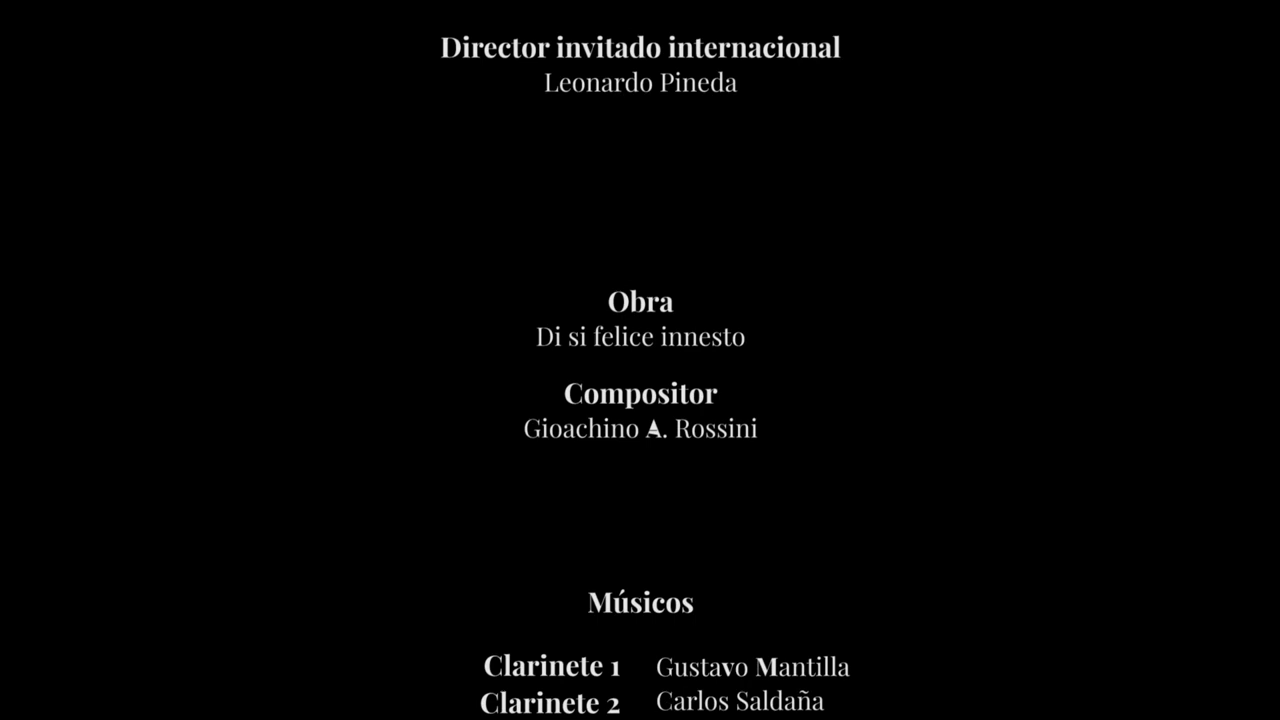 Director invitado internacional
Leonardo Pineda
Obra
Di si felice innesto
Compositor
Gioachino A. Rossini
Músicos
Clarinete 1 Gustavo Mantilla
Clarinete 2 Carlos Saldaña